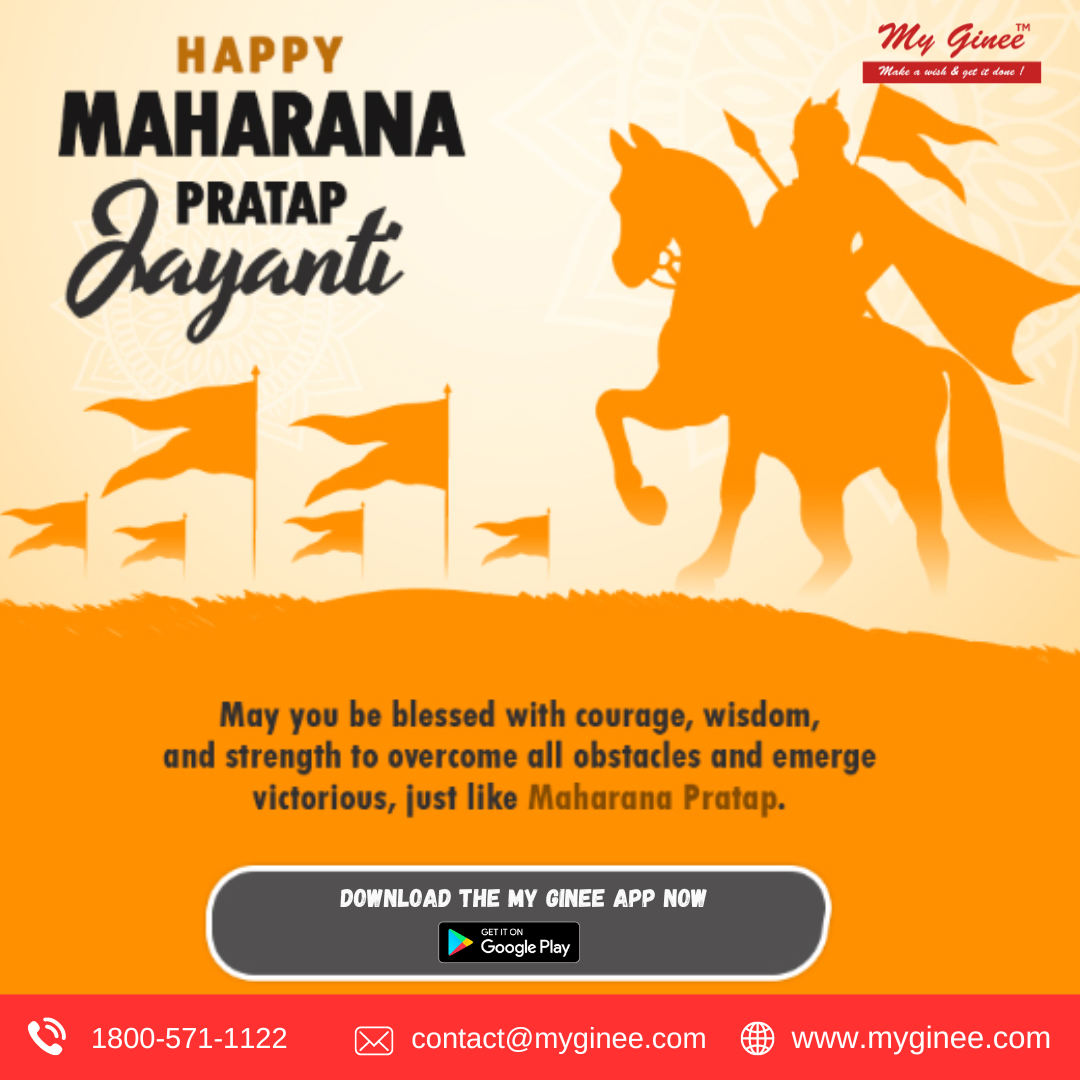 My Ginee™
Make a wish & get it done !
HAPPY
MAHARANA
PRATAP
Jayanti
May you be blessed with courage, wisdom,
and strength to overcome all obstacles and emerge
victorious, just like Maharana Pratap.
DOWNLOAD THE MY GINEE APP NOW
GET IT ON
Google Play
1800-571-1122
contact@myginee.com
www.myginee.com